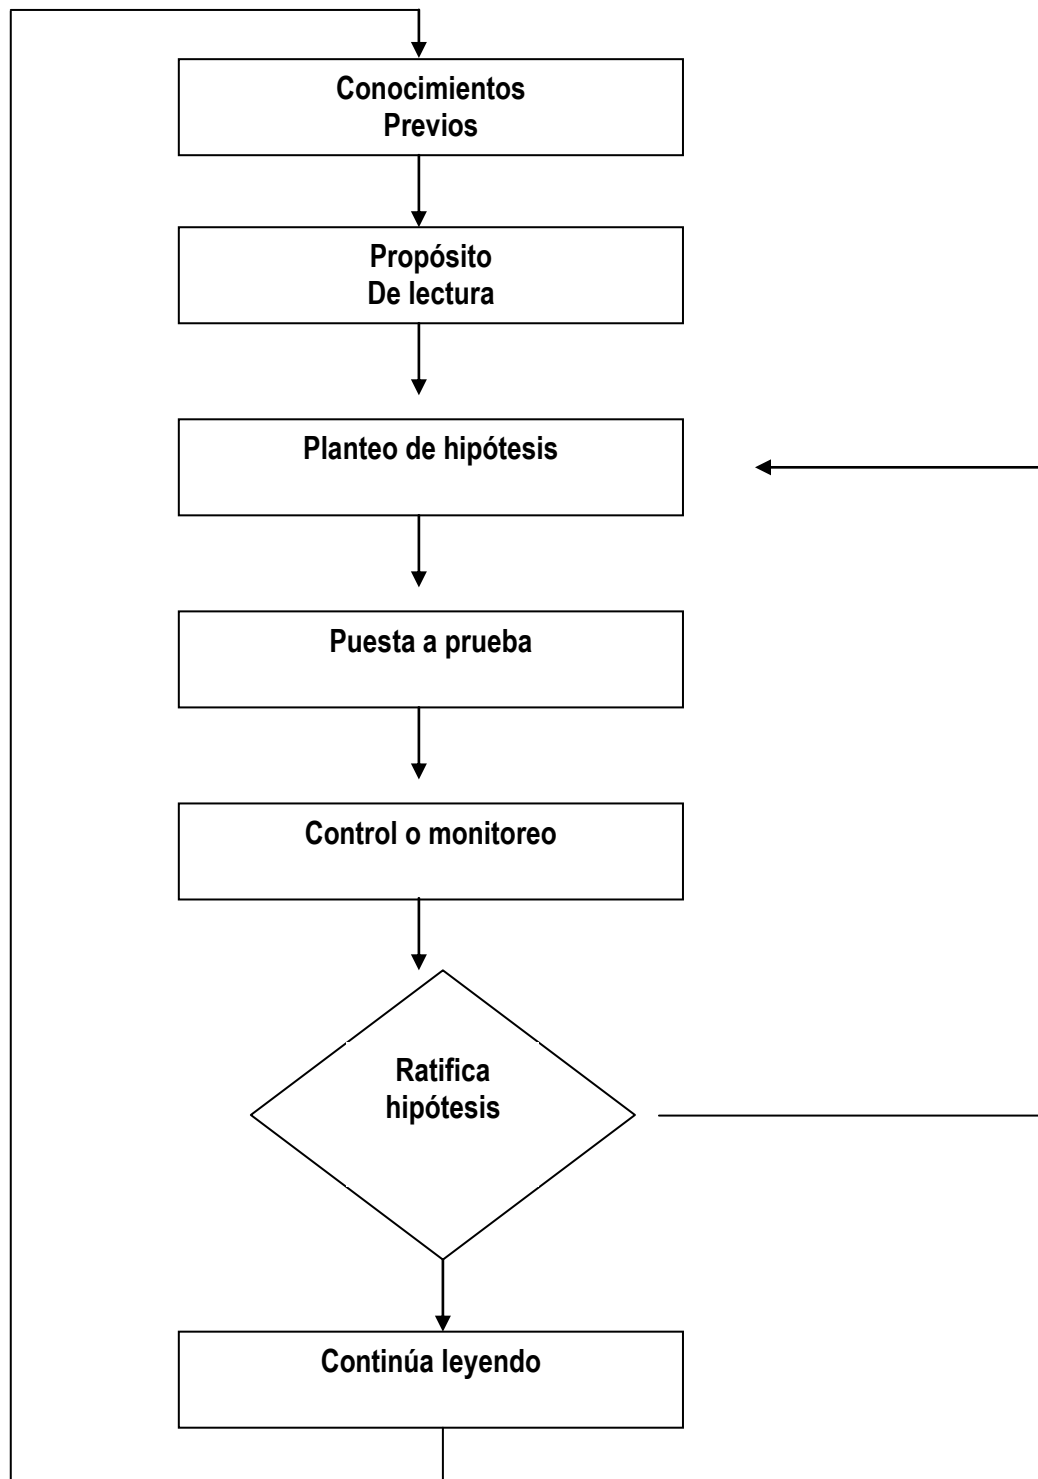 Conocimientos
Previos
Propósito
De lectura
Planteo de hipótesis
Puesta a prueba
Control o monitoreo
Ratifica
hipótesis
Continúa leyendo